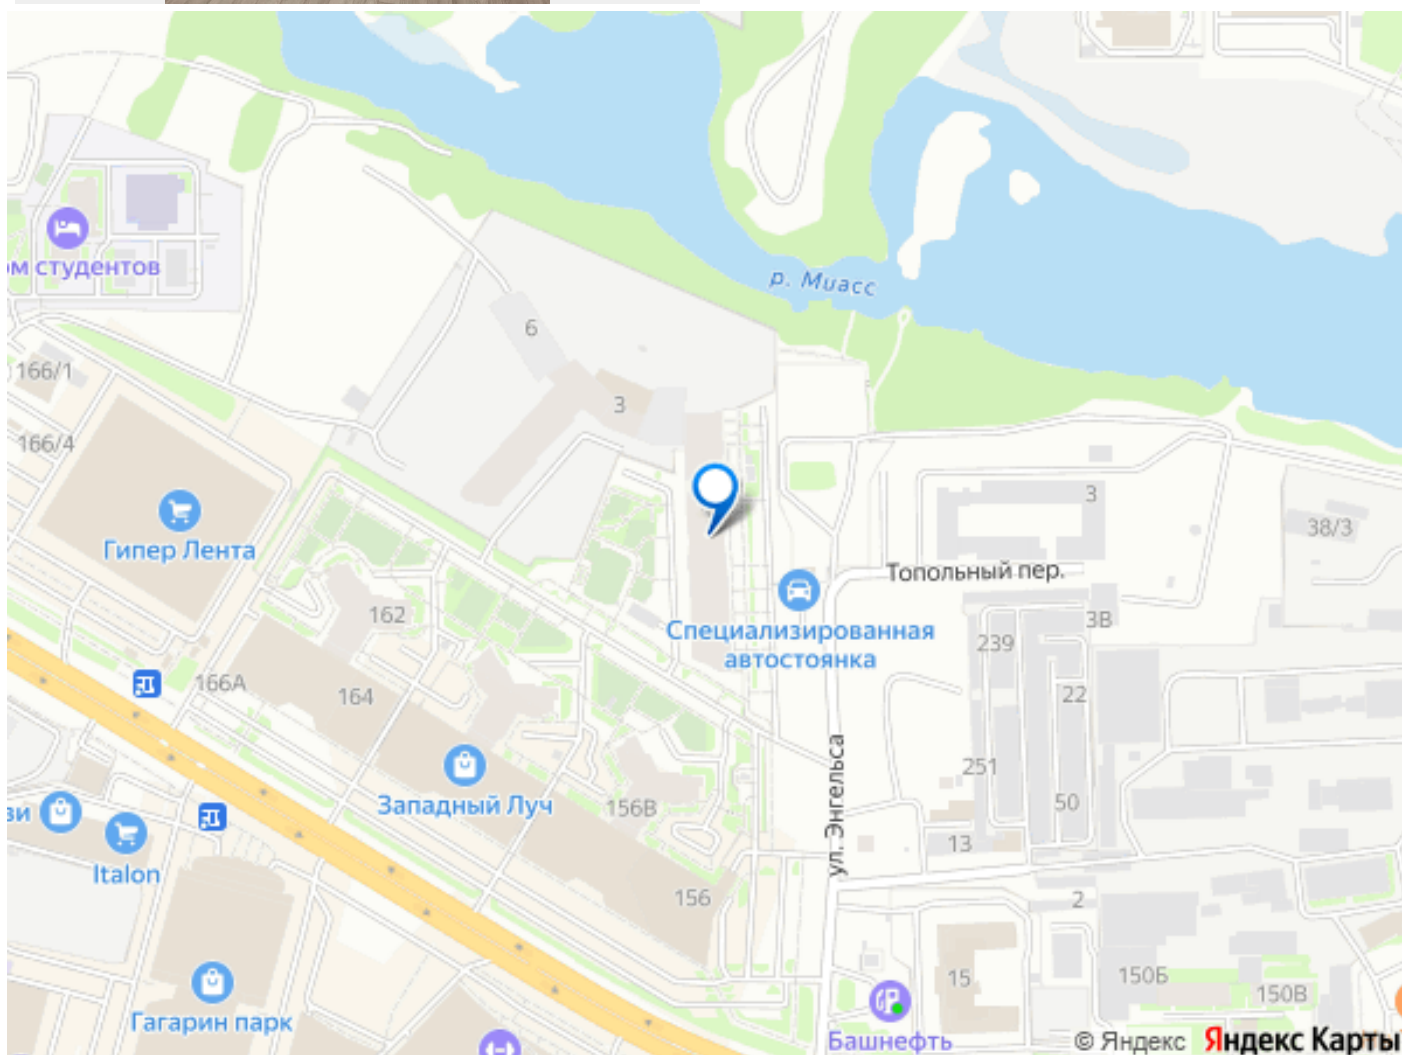 р. Миасс
ом студентов
6
166/1
3
166/4
3
38/3
Гипер Лента
Топольный пер.
162
3В
Специализированная
автостоянка
239
166А
164
22
ул. Энгельса
251
Западный Луч
156В
50
зи
13
Italon
156
2
15
150Б
150В
Гагарин парк
Башнефть
© Яндекс Яндекс Карты